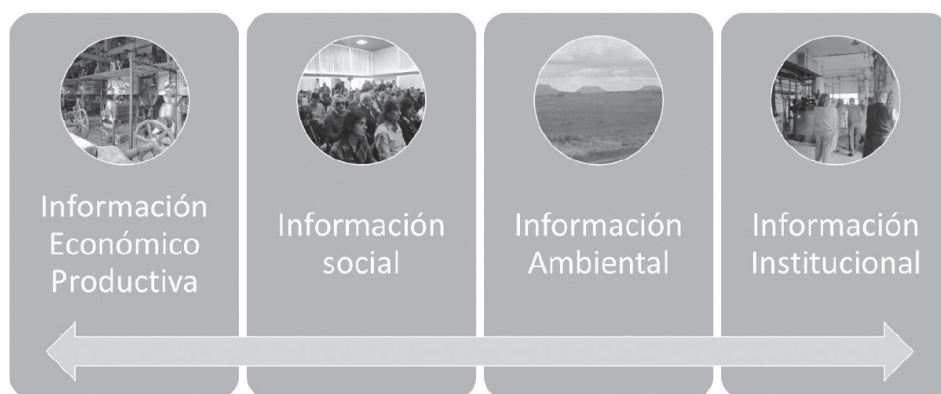 Información
Económico
Productiva
Información
social
Información
Ambiental
Información
Institucional